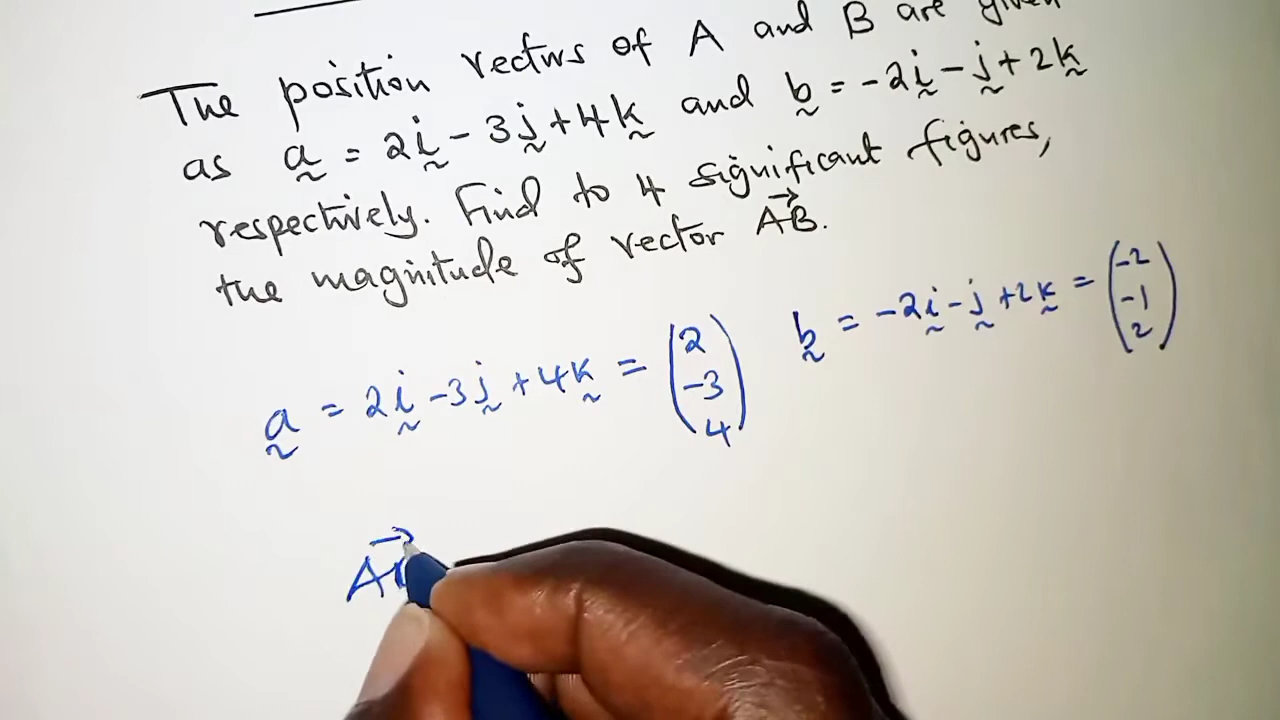 The position vectors of A and B are given
as a = 2i - 3j + 4k and b = -2i - j + 2k
respectively. Find to 4 significant figures,
the magnitude of vector AB.
a = 2i - 3j + 4k = (2 -3 4)
b = -2i - j + 2k = (-2 -1 2)